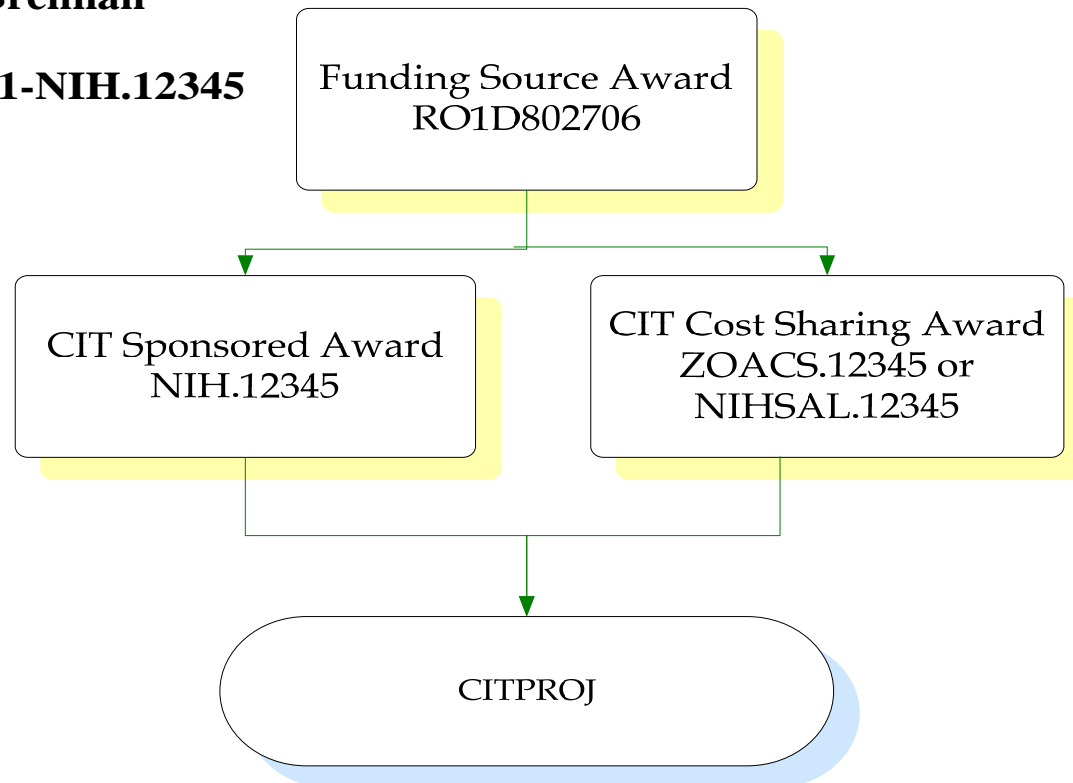 1-NIH.12345
Funding Source Award
RO1D802706
CIT Sponsored Award
NIH.12345
CIT Cost Sharing Award
ZOACS.12345 or
NIHSAL.12345
CITPROJ